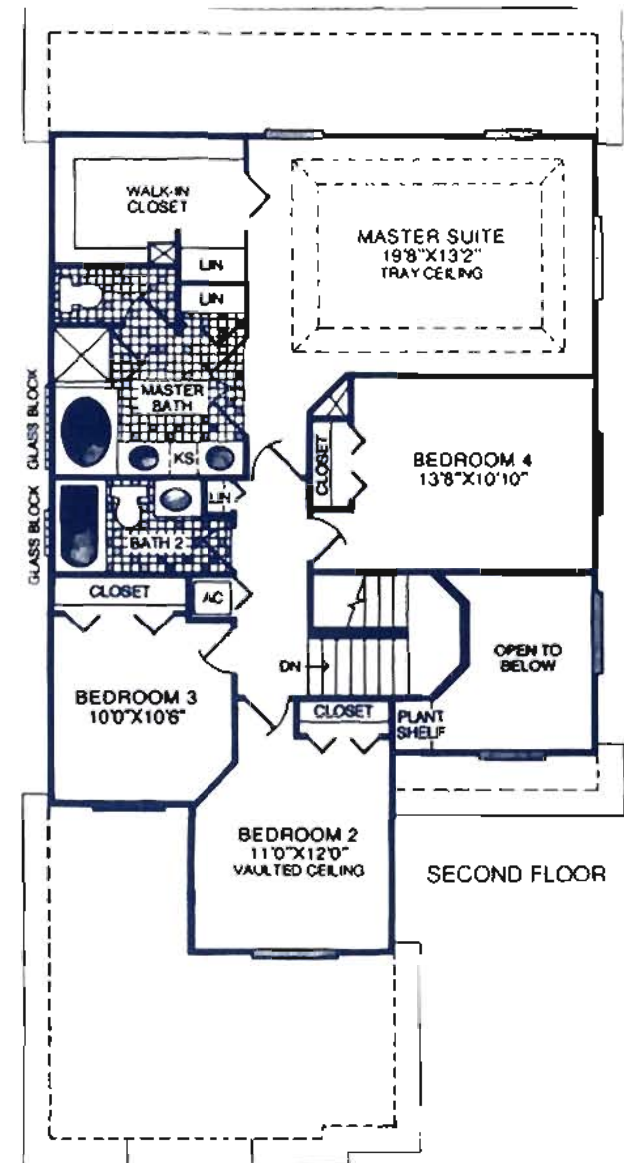 WALK-IN
CLOSET
MASTER SUITE
19'8"X13'2"
TRAY CEILING
LIN
LIN
GLASS BLOCK
MASTER
BATH
KS
CLOSET
BEDROOM 4
13'8"X10'10"
GLASS BLOCK
LIN
BATH 2
CLOSET
AC
OPEN TO
BELOW
DN
BEDROOM 3
10'0"X10'6"
CLOSET
PLANT
SHELF
BEDROOM 2
11'0"X12'0"
VAULTED CEILING
SECOND FLOOR